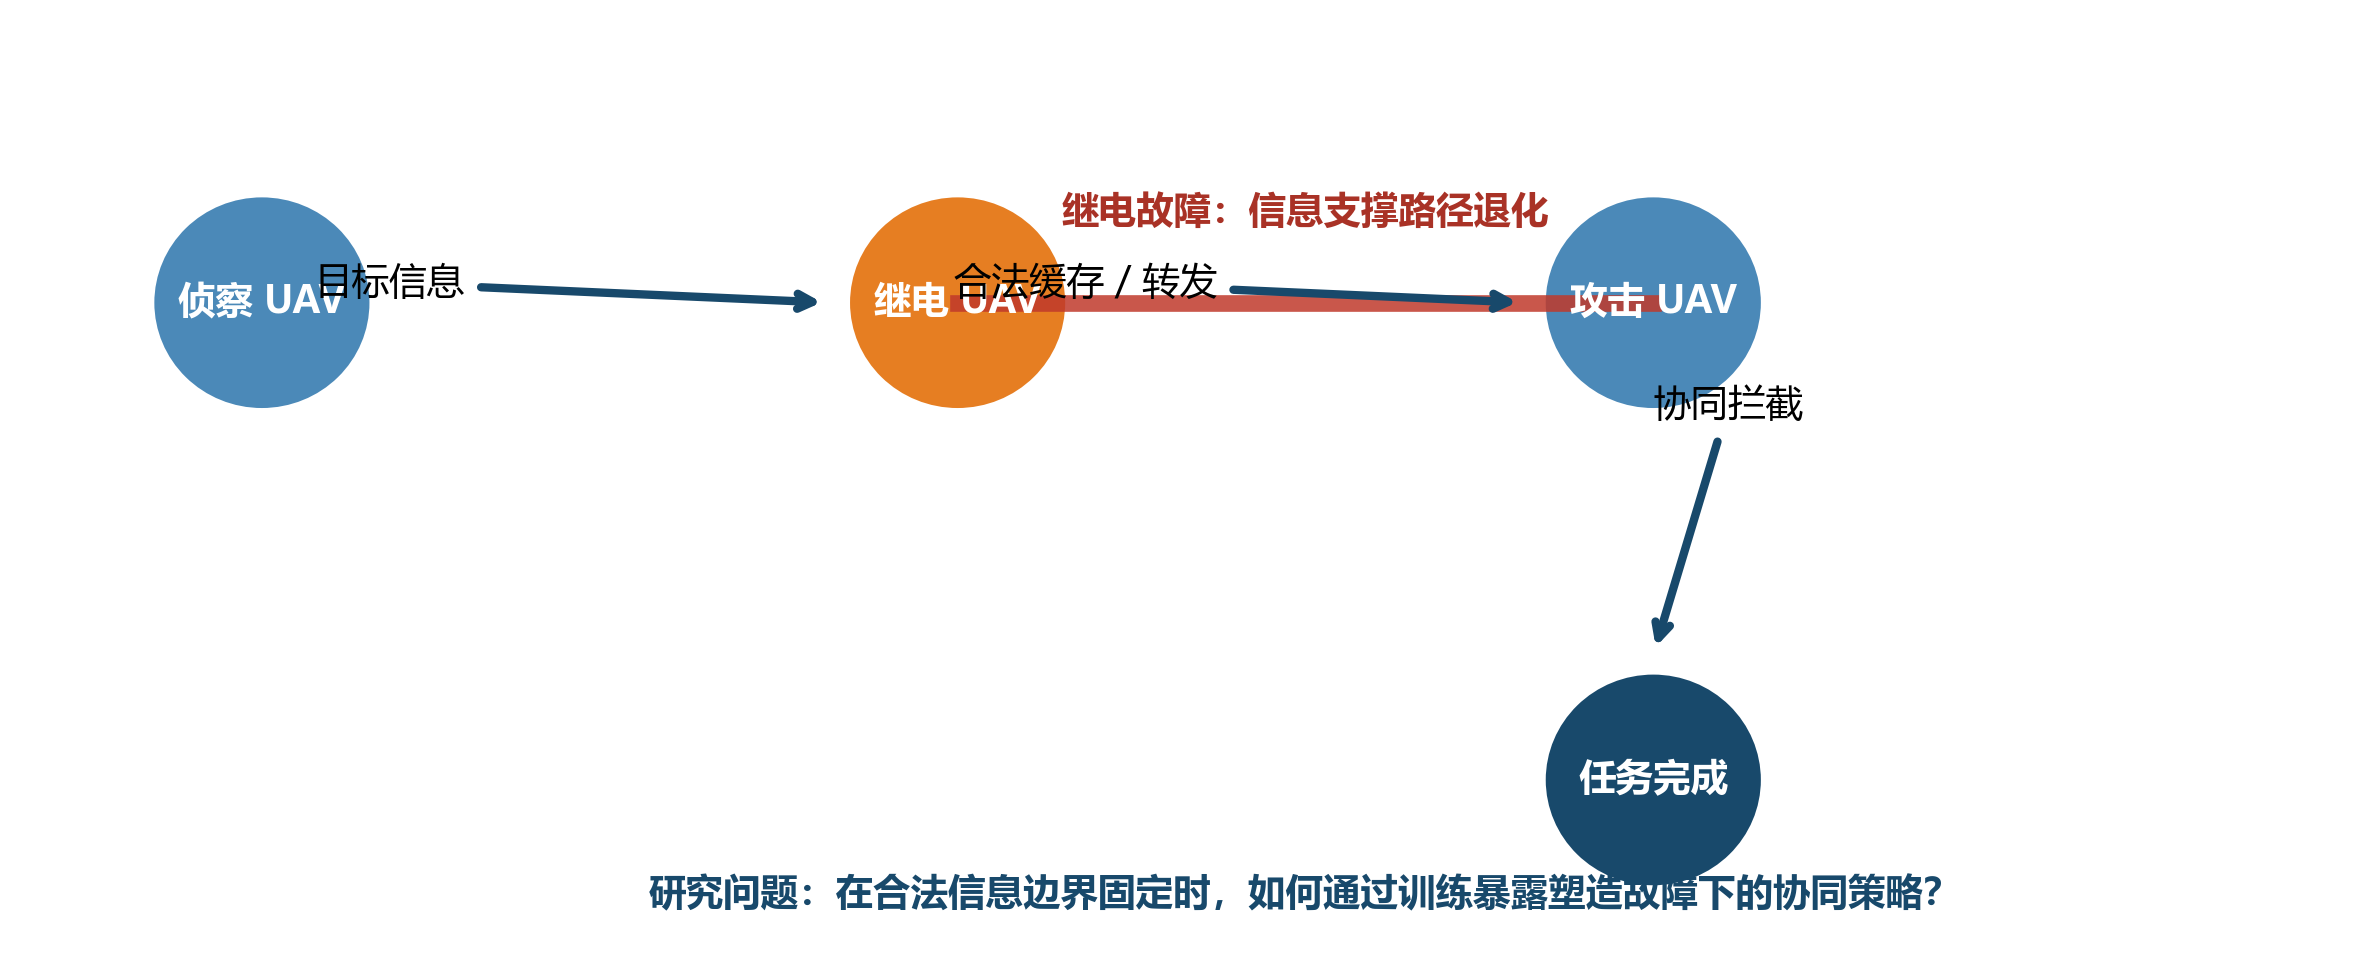 继电故障：信息支撑路径退化
侦察 UAV
目标信息
继电 UAV
合法缓存 / 转发
攻击 UAV
协同拦截
任务完成
研究问题：在合法信息边界固定时，如何通过训练暴露塑造故障下的协同策略？